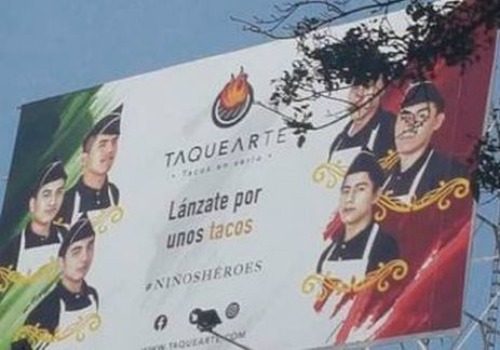 TAQUEARTE
• Tacos en serio •
Lánzate por
unos tacos
#NIÑOSHÉROES
WWW.TAQUEARTE.COM